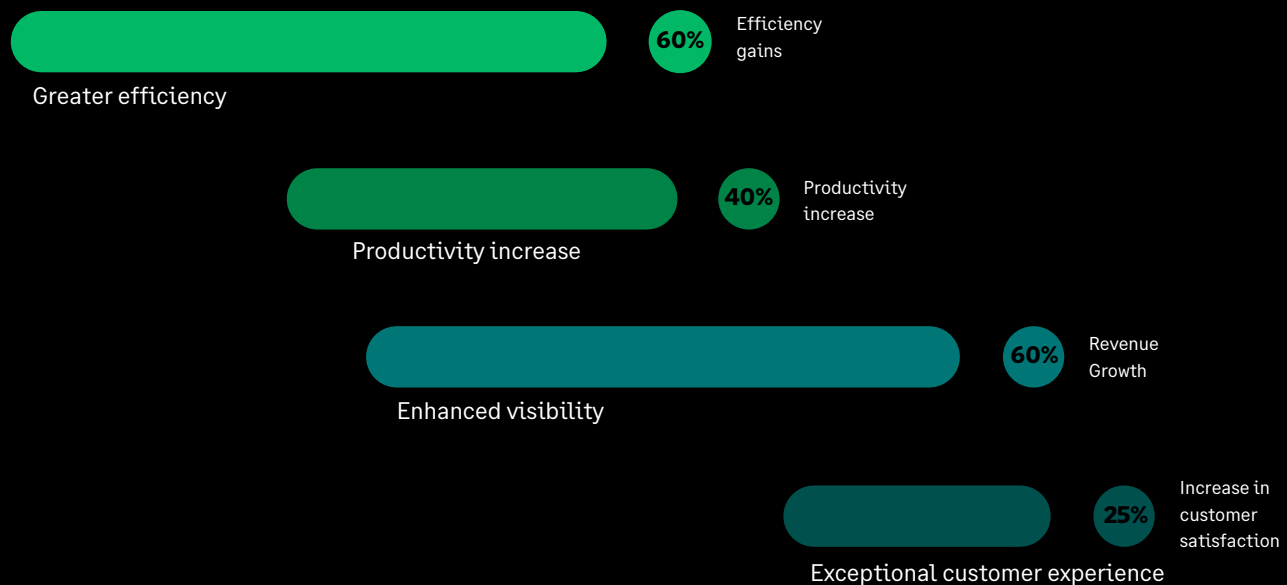 60%
Efficiency
gains
Greater efficiency
40%
Productivity
increase
Productivity increase
60%
Revenue
Growth
Enhanced visibility
25%
Increase in
customer
satisfaction
Exceptional customer experience